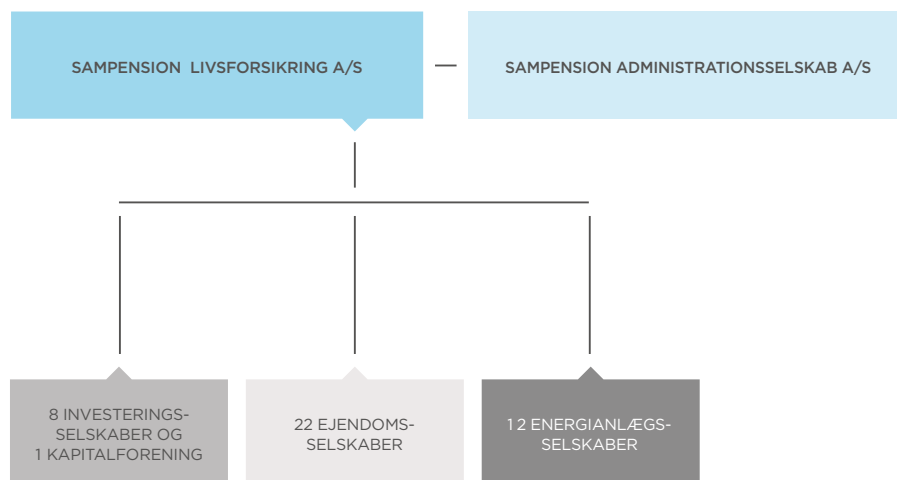 SAMPENSION LIVSFORSIKRING A/S
SAMPENSION ADMINISTRATIONSSELSKAB A/S
8 INVESTERINGS-
SELSKABER OG
1 KAPITALFORENING
22 EJENDOMS-
SELSKABER
12 ENERGIANLÆGS-
SELSKABER